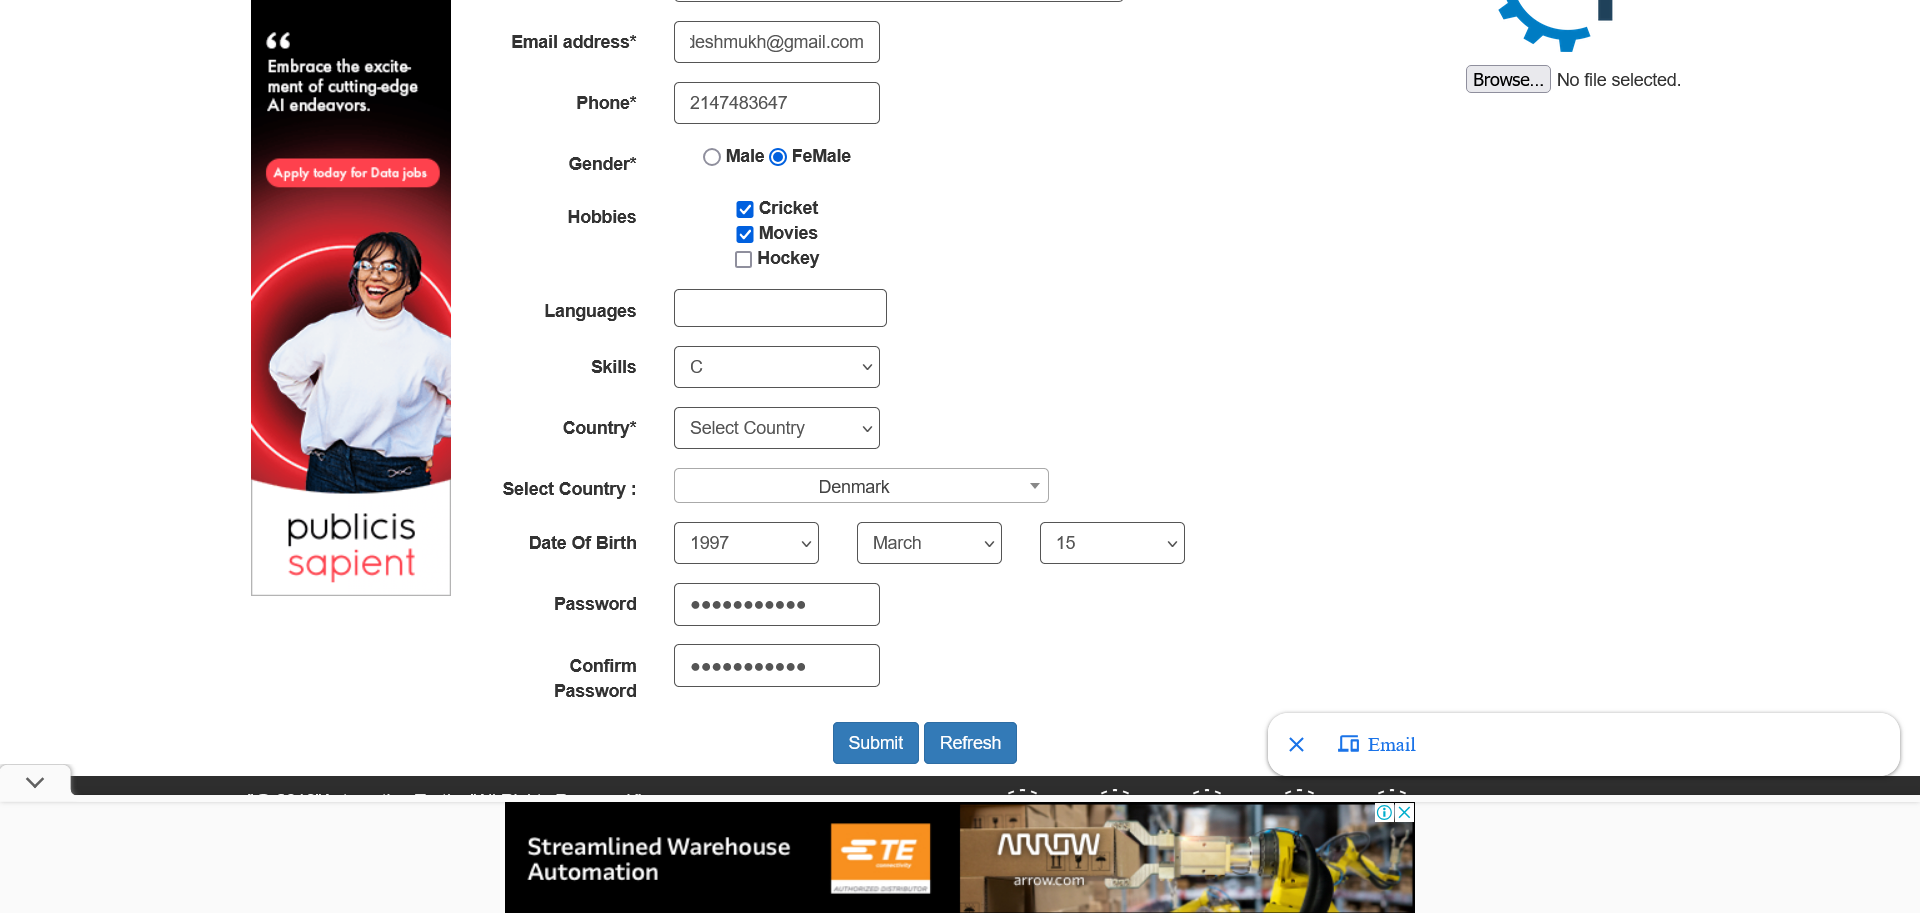 Embrace the excite-
ment of cutting-edge
AI endeavors.
Apply today for Data jobs
publicis
sapient
Email address*
deshmukh@gmail.com
Phone*
2147483647
Gender*
Male FeMale
Hobbies
Cricket
Movies
Hockey
Languages
Skills
C
Country*
Select Country
Select Country :
Denmark
Date Of Birth
1997 March 15
Password
•••••••••••
Confirm
Password
•••••••••••
Submit Refresh
Browse... No file selected.
Email
Streamlined Warehouse
Automation
TE
connectivity
AUTHORIZED DISTRIBUTOR
ARROW
arrow.com